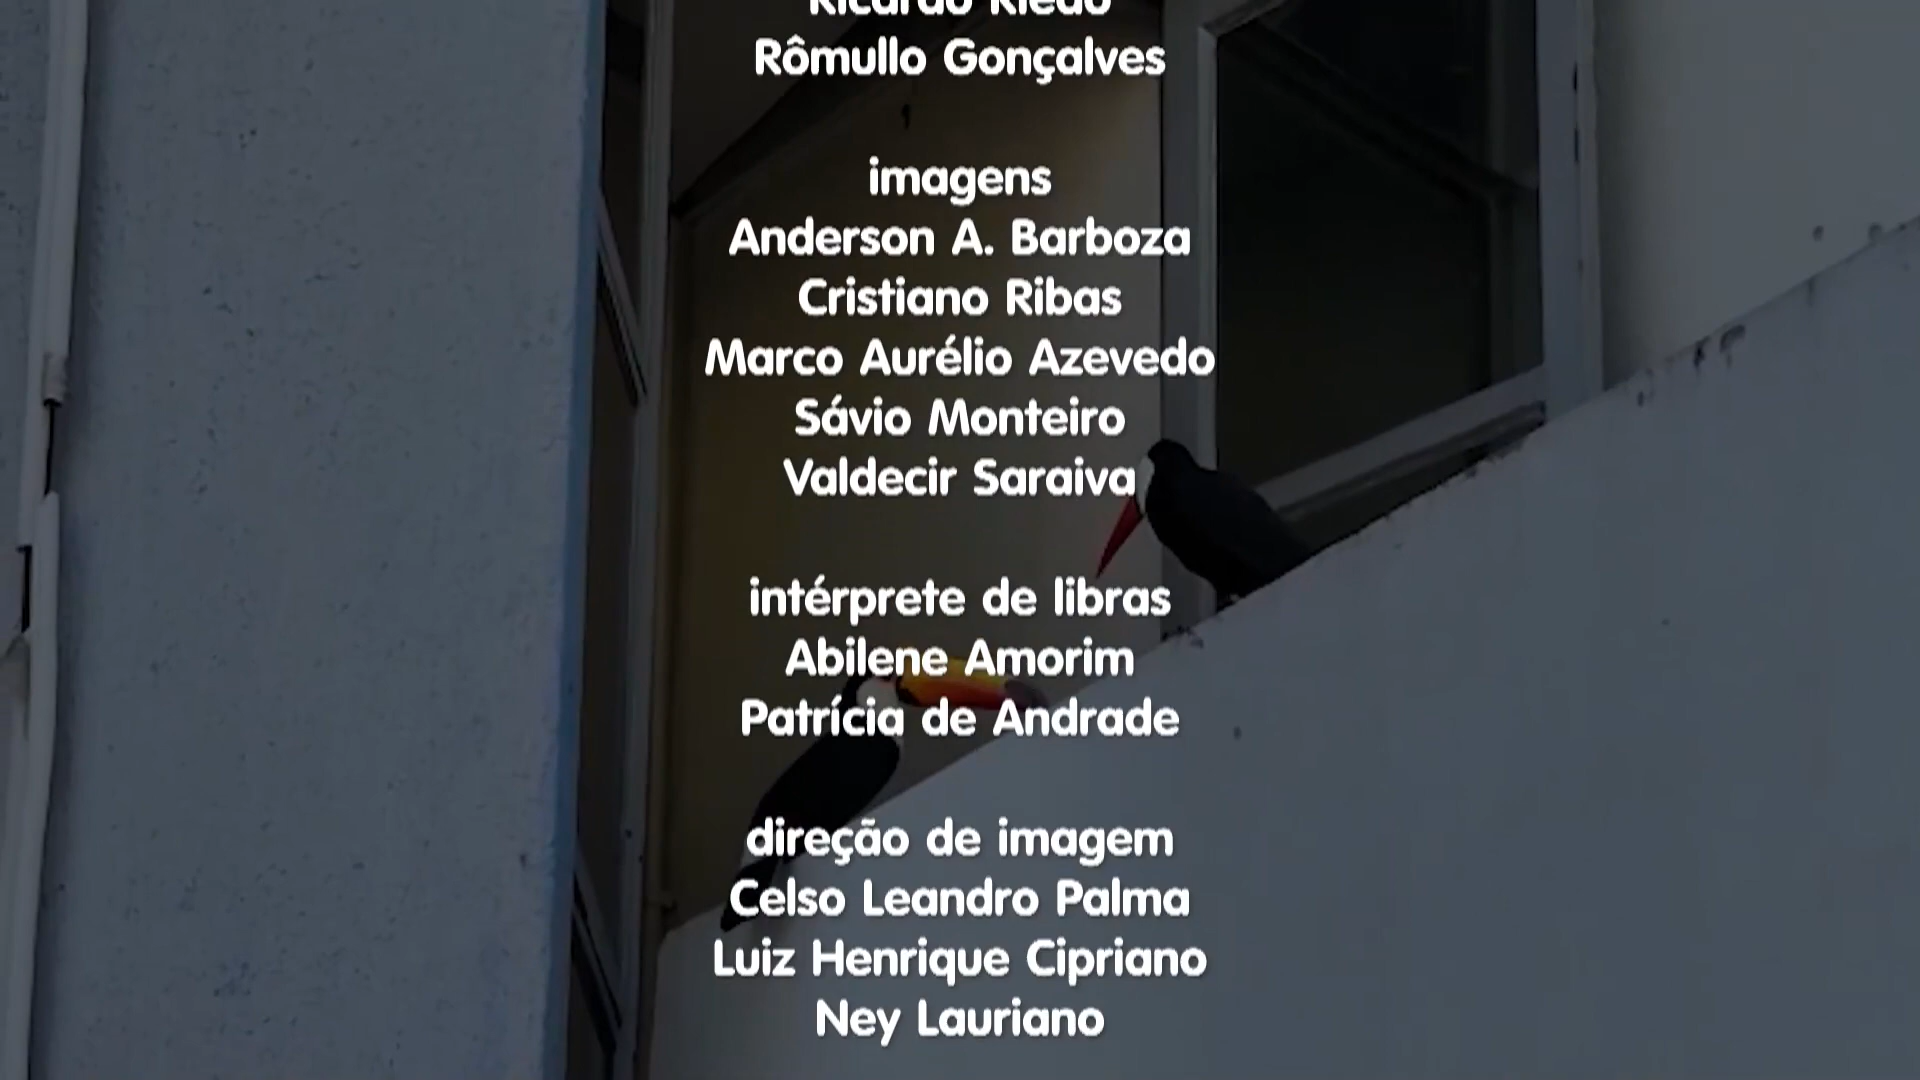 Rômullo Gonçalves
imagens
Anderson A. Barboza
Cristiano Ribas
Marco Aurélio Azevedo
Sávio Monteiro
Valdecir Saraiva
intérprete de libras
Abilene Amorim
Patrícia de Andrade
direção de imagem
Celso Leandro Palma
Luiz Henrique Cipriano
Ney Lauriano